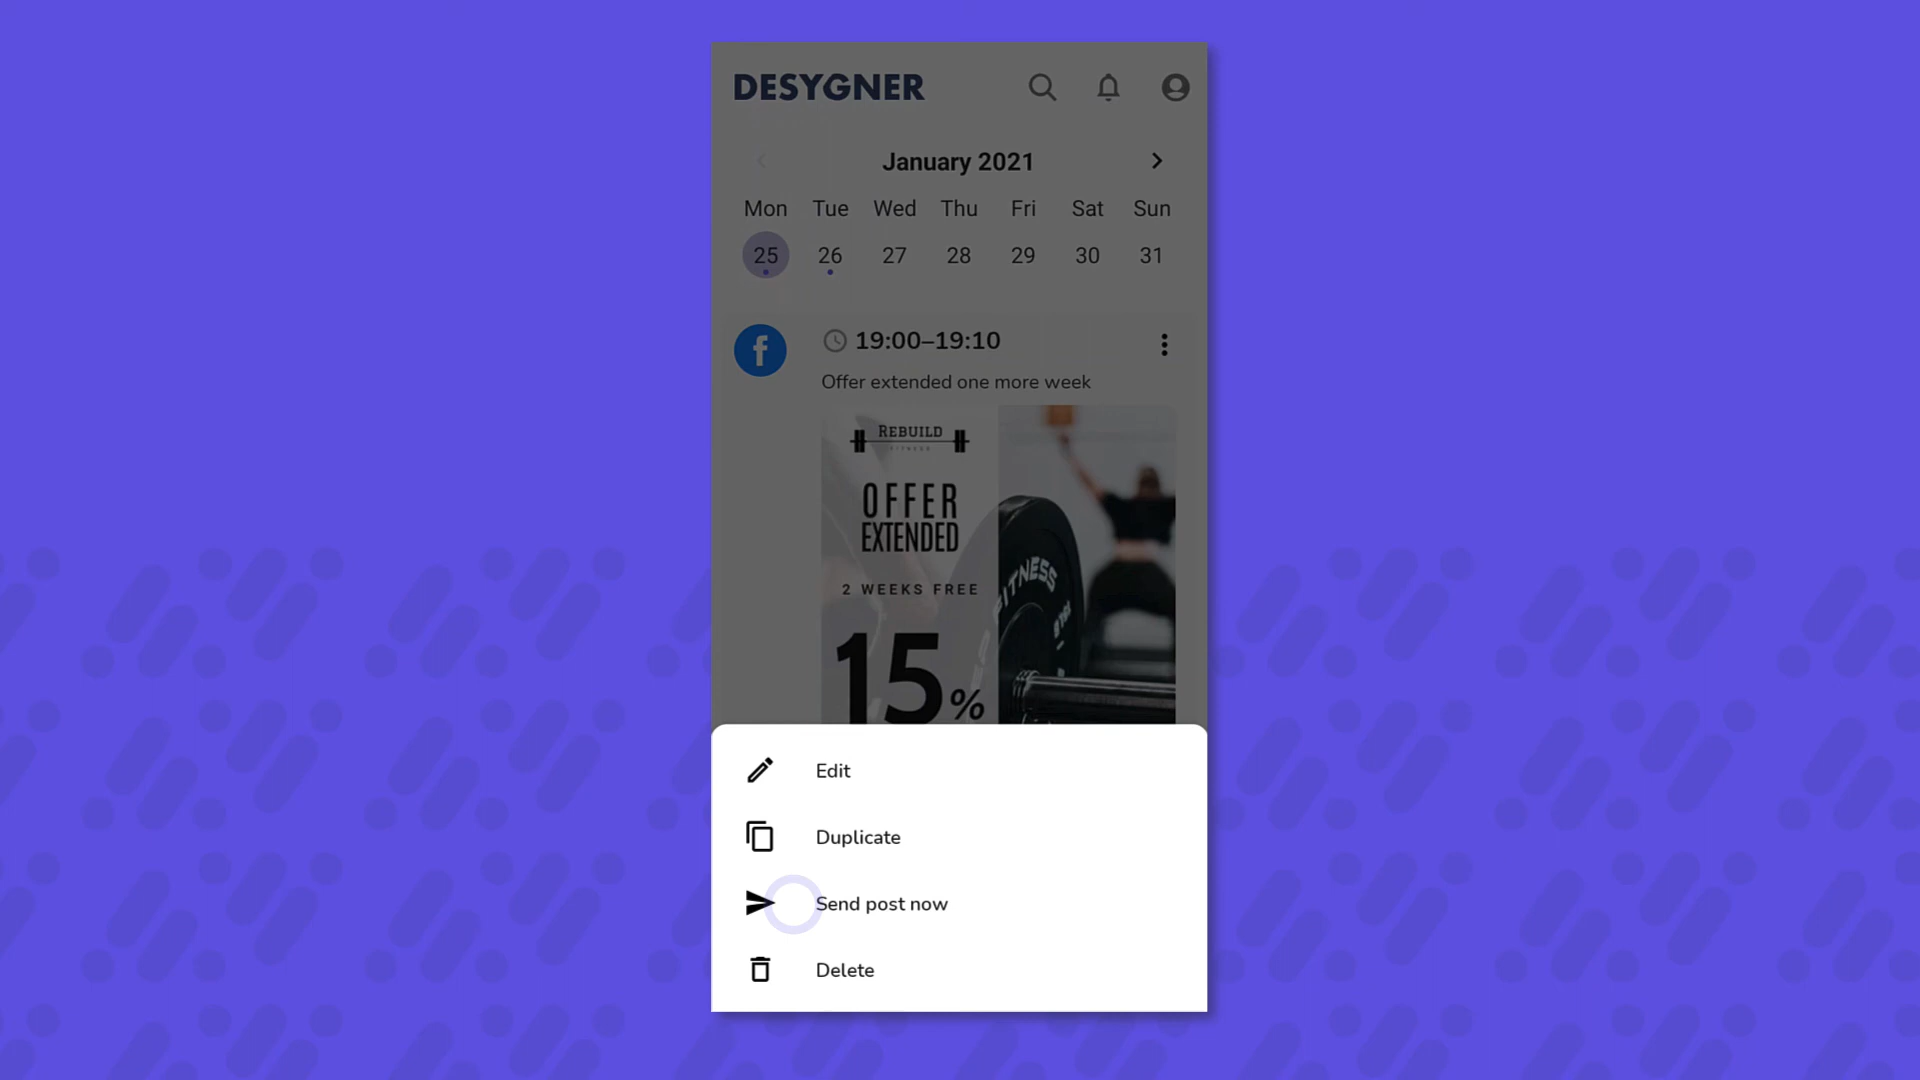 DESYGNER
January 2021
Mon Tue Wed Thu Fri Sat Sun
25 26 27 28 29 30 31
19:00–19:10
Offer extended one more week
REBUILD
FITNESS
OFFER
EXTENDED
2 WEEKS FREE
15%
FITNESS
Edit
Duplicate
Send post now
Delete